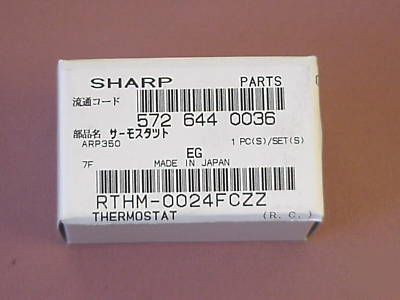 SHARP PARTS
流通コード
572 644 0036
部品名 サーモスタット
ARP350 1 PC(S)/SET(S)
EG
7F MADE IN JAPAN
RTHM-0024FCZZ
THERMOSTAT (R.C.)